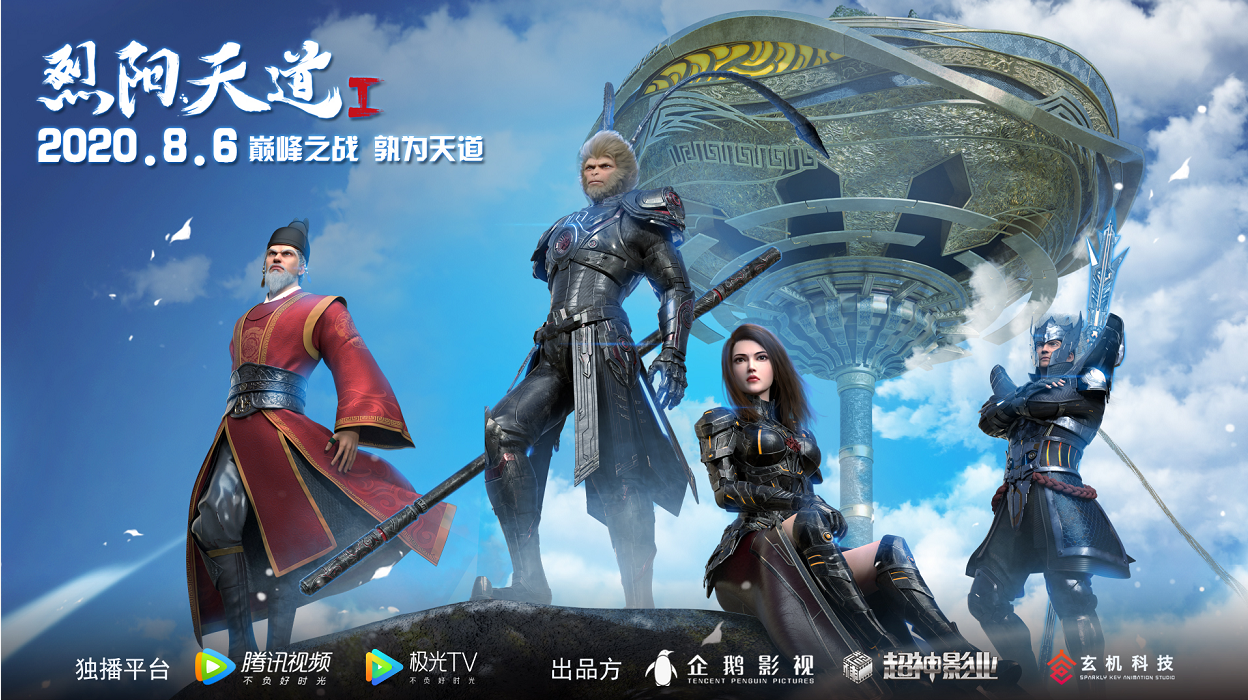 烈阳天道I
2020.8.6 巅峰之战 孰为天道
独播平台 腾讯视频 不负好时光 极光TV 不负好时光 出品方 企鹅影视 TENCENT PENGUIN PICTURES 超神影业 玄机科技 SPARKLY KEY ANIMATION STUDIO